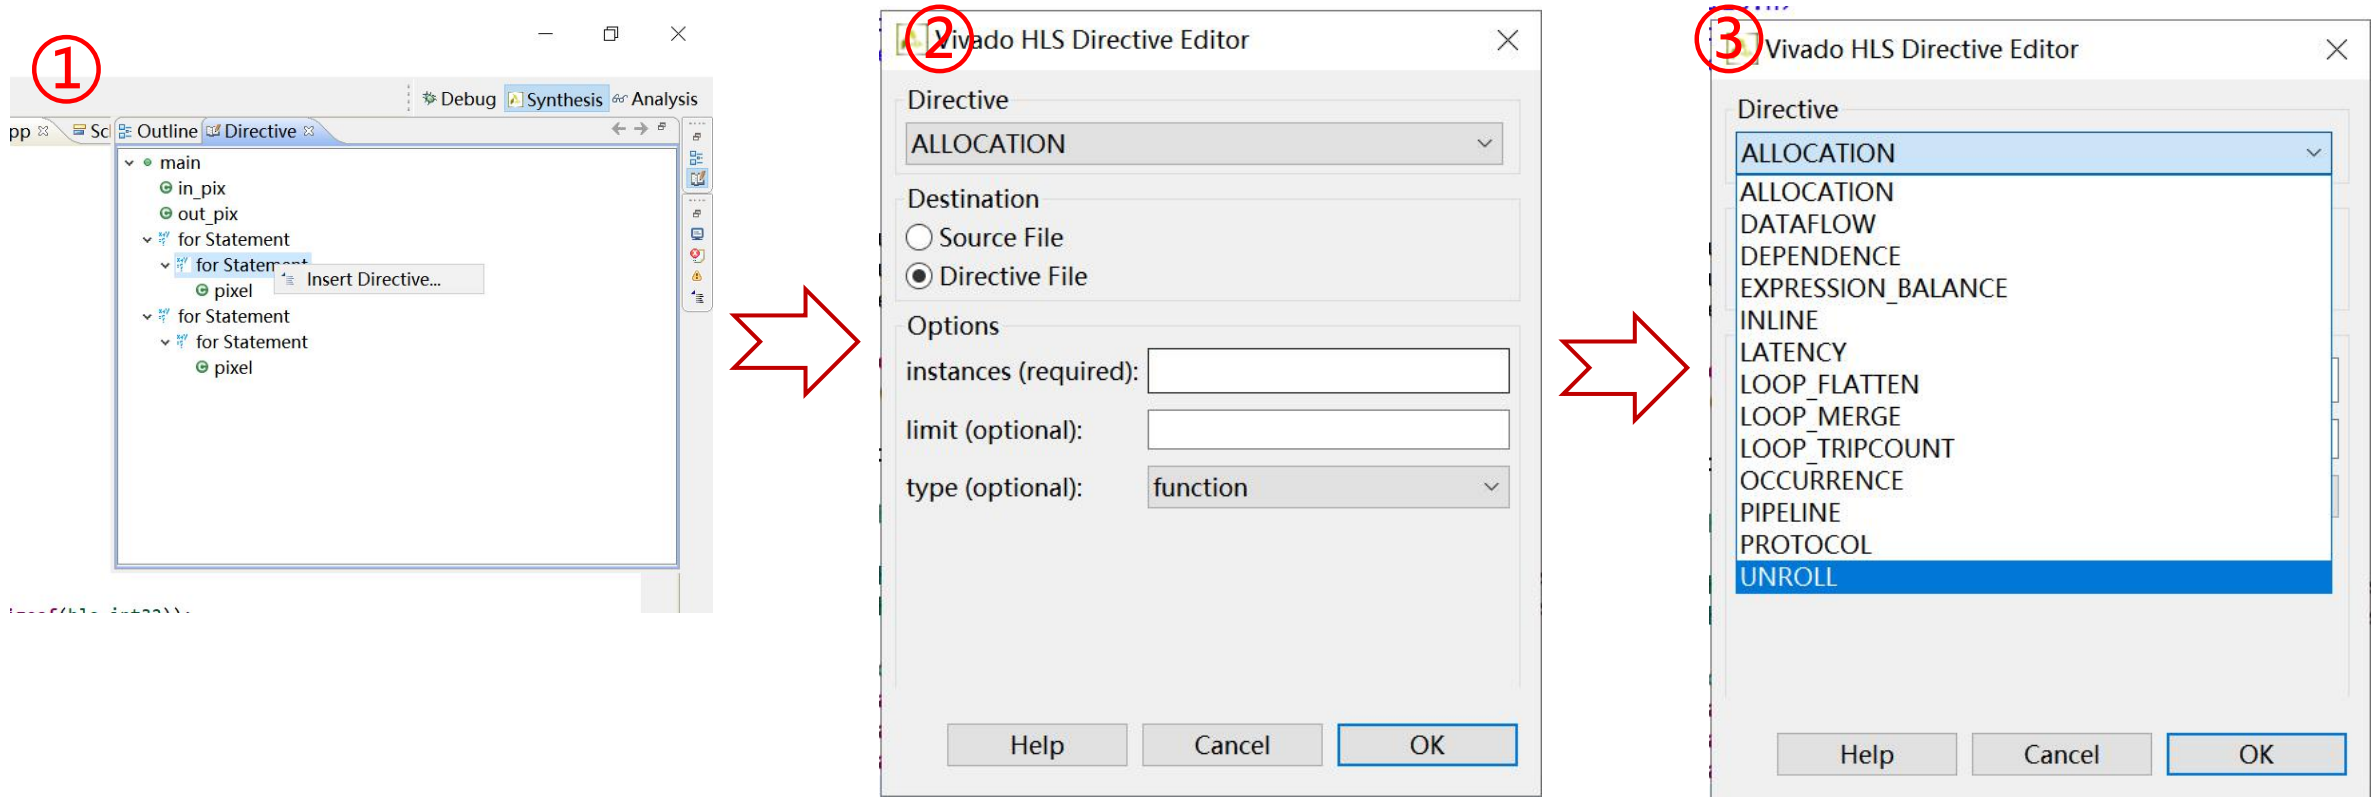 ①
Debug Synthesis Analysis
pp Sc Outline Directive
main
in_pix
out_pix
for Statement
for Statement
Insert Directive...
pixel
for Statement
for Statement
pixel
②
Vivado HLS Directive Editor
Directive
ALLOCATION
Destination
Source File
Directive File
Options
instances (required):
limit (optional):
type (optional): function
Help Cancel OK
③
Vivado HLS Directive Editor
Directive
ALLOCATION
ALLOCATION
DATAFLOW
DEPENDENCE
EXPRESSION_BALANCE
INLINE
LATENCY
LOOP_FLATTEN
LOOP_MERGE
LOOP_TRIPCOUNT
OCCURRENCE
PIPELINE
PROTOCOL
UNROLL
Help Cancel OK